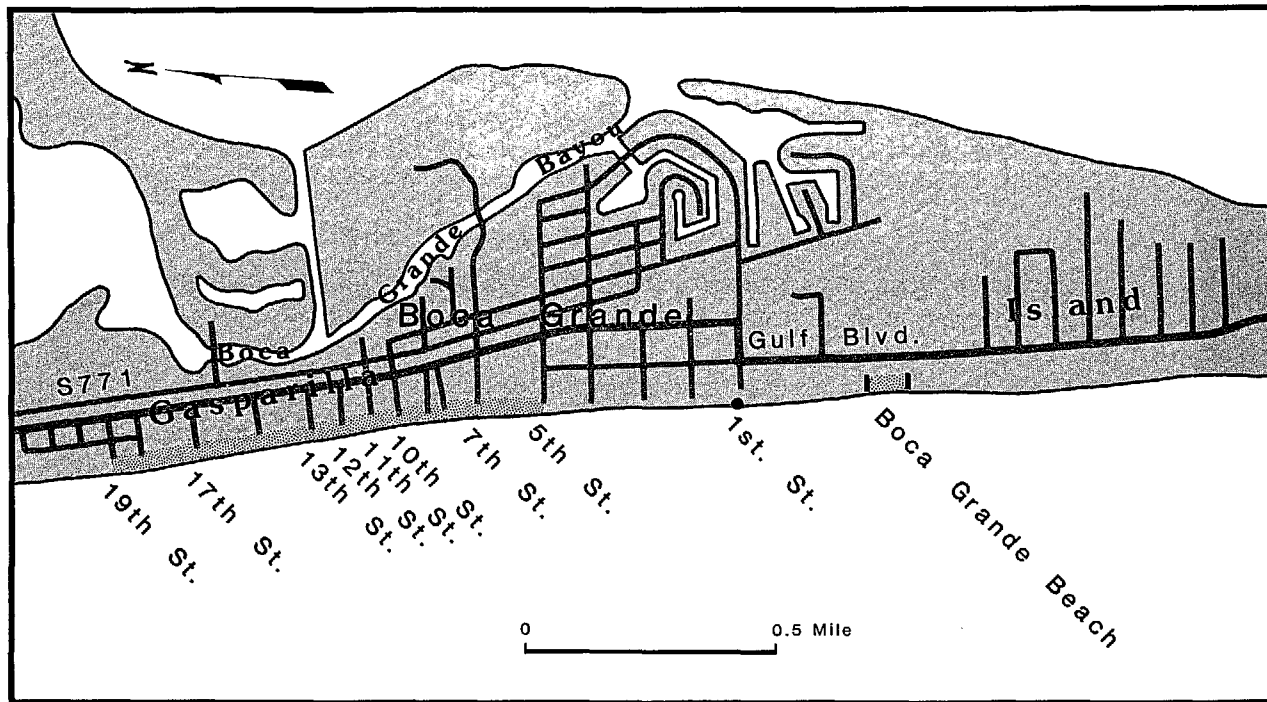 N
Boca Grande Bayou
Boca Grande
Gulf Blvd.
Island
S771
Gasparilla
19th St.
17th St.
13th St.
12th St.
11th St.
10th St.
7th St.
5th St.
1st. St.
Boca Grande Beach
0 0.5 Mile